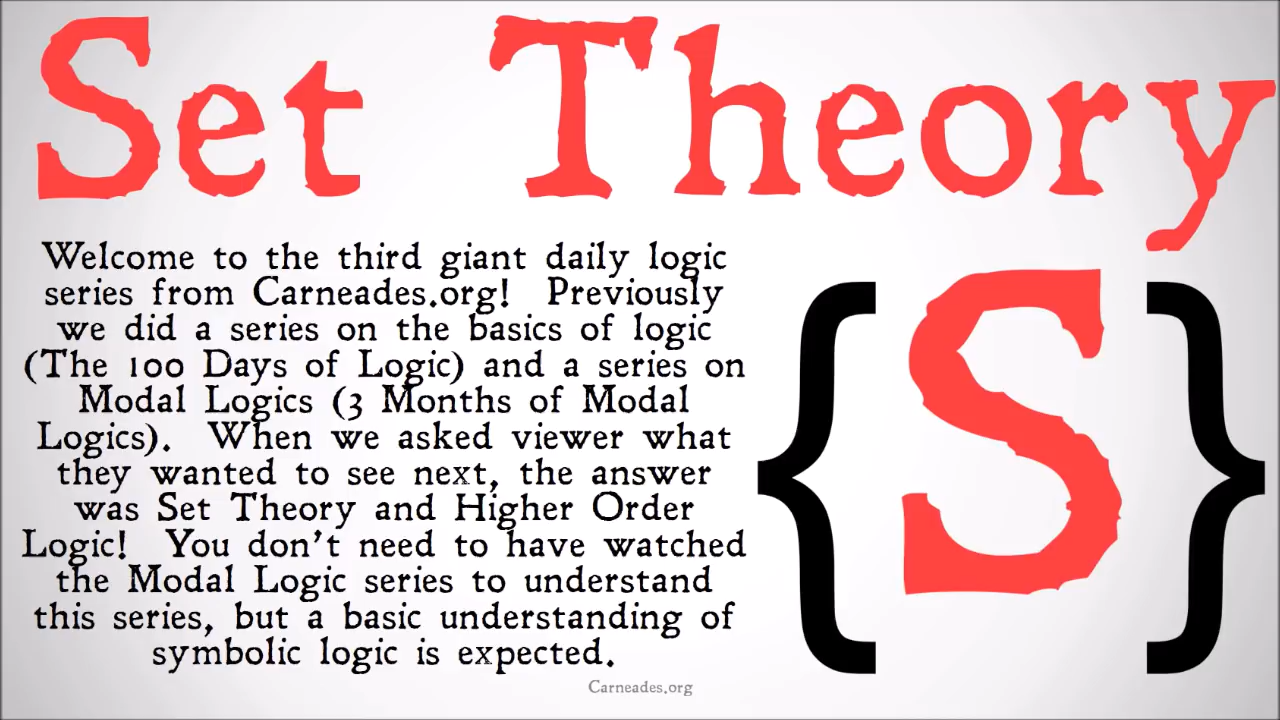 Set Theory
Welcome to the third giant daily logic
series from Carneades.org! Previously
we did a series on the basics of logic
(The 100 Days of Logic) and a series on
Modal Logics (3 Months of Modal
Logics). When we asked viewer what
they wanted to see next, the answer
was Set Theory and Higher Order
Logic! You don't need to have watched
the Modal Logic series to understand
this series, but a basic understanding of
symbolic logic is expected.
{S}
Carneades.org